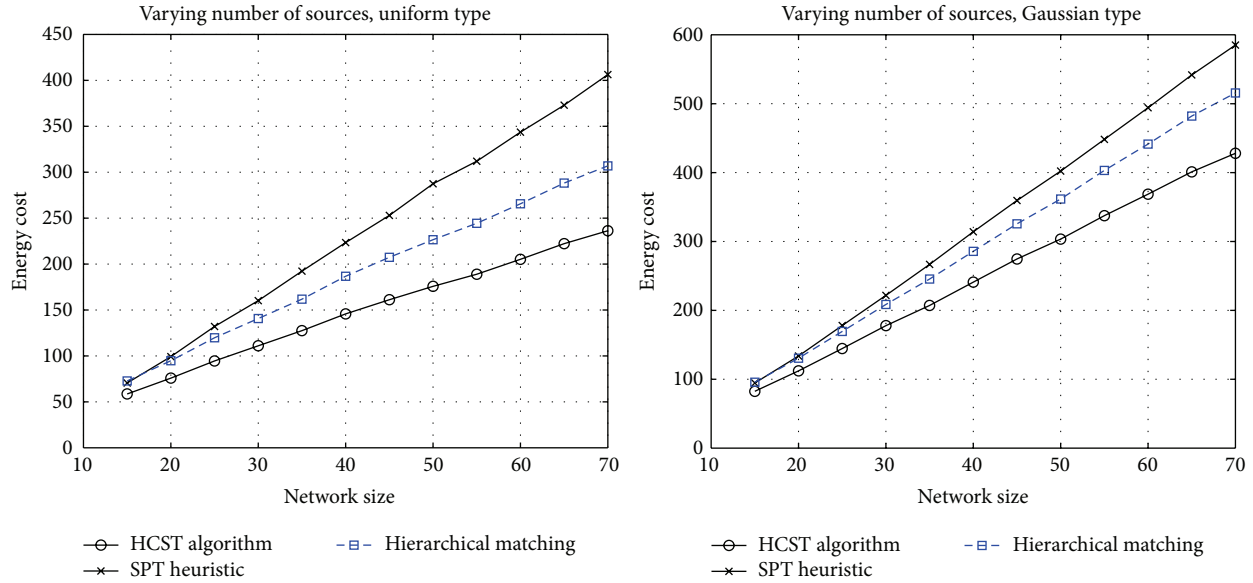 Varying number of sources, uniform type
450
400
350
300
250
200
150
100
50
0
Energy cost
10 20 30 40 50 60 70
Network size
HCST algorithm
SPT heuristic
Hierarchical matching
Varying number of sources, Gaussian type
600
500
400
300
200
100
0
Energy cost
10 20 30 40 50 60 70
Network size
HCST algorithm
SPT heuristic
Hierarchical matching